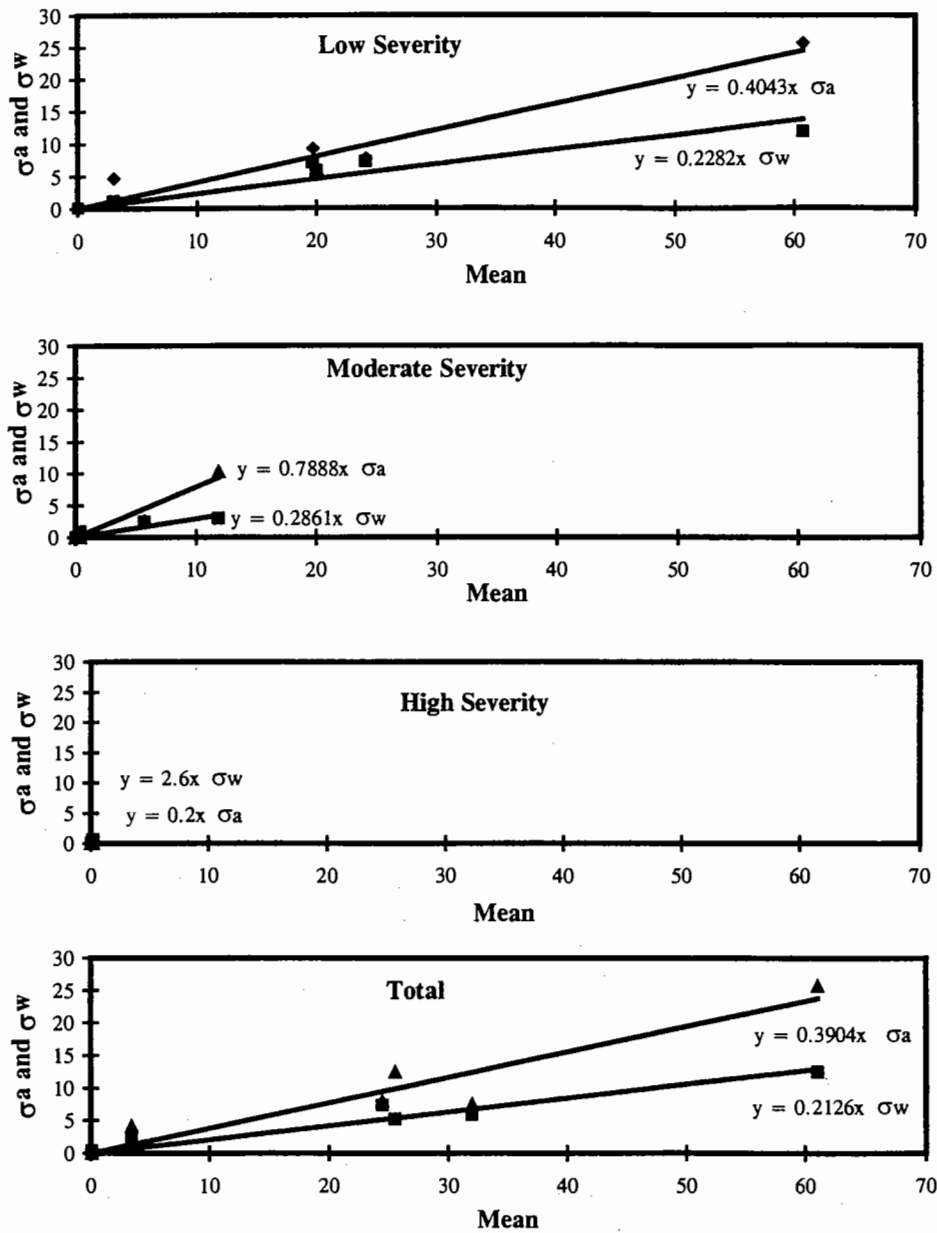 Low Severity
σa and σw
30
25
20
15
10
5
0
y = 0.4043x σa
y = 0.2282x σw
0 10 20 30 40 50 60 70
Mean
Moderate Severity
σa and σw
30
25
20
15
10
5
0
y = 0.7888x σa
y = 0.2861x σw
0 10 20 30 40 50 60 70
Mean
High Severity
σa and σw
30
25
20
15
10
5
0
y = 2.6x σw
y = 0.2x σa
0 10 20 30 40 50 60 70
Mean
Total
σa and σw
30
25
20
15
10
5
0
y = 0.3904x σa
y = 0.2126x σw
0 10 20 30 40 50 60 70
Mean